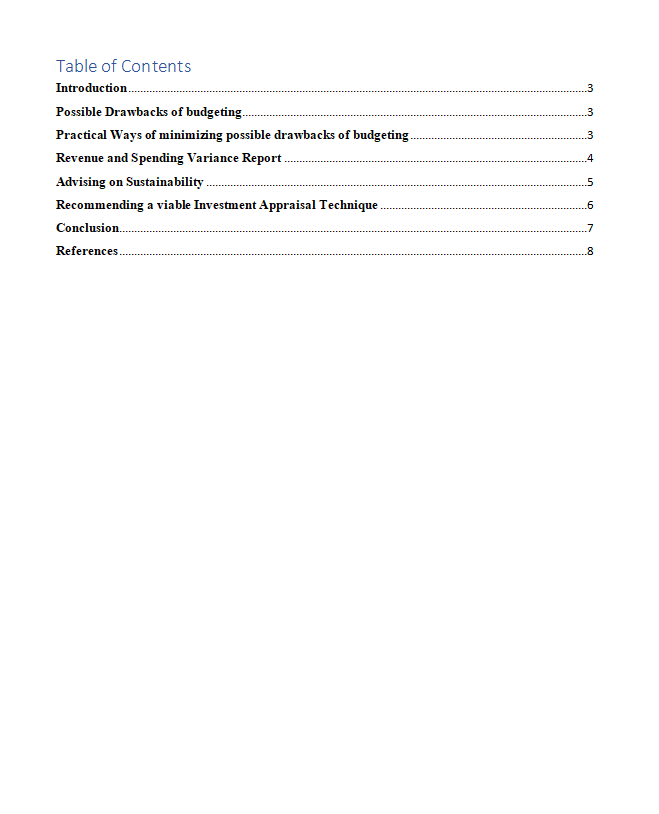 Table of Contents
Introduction 3
Possible Drawbacks of budgeting 3
Practical Ways of minimizing possible drawbacks of budgeting 3
Revenue and Spending Variance Report 4
Advising on Sustainability 5
Recommending a viable Investment Appraisal Technique 6
Conclusion 7
References 8